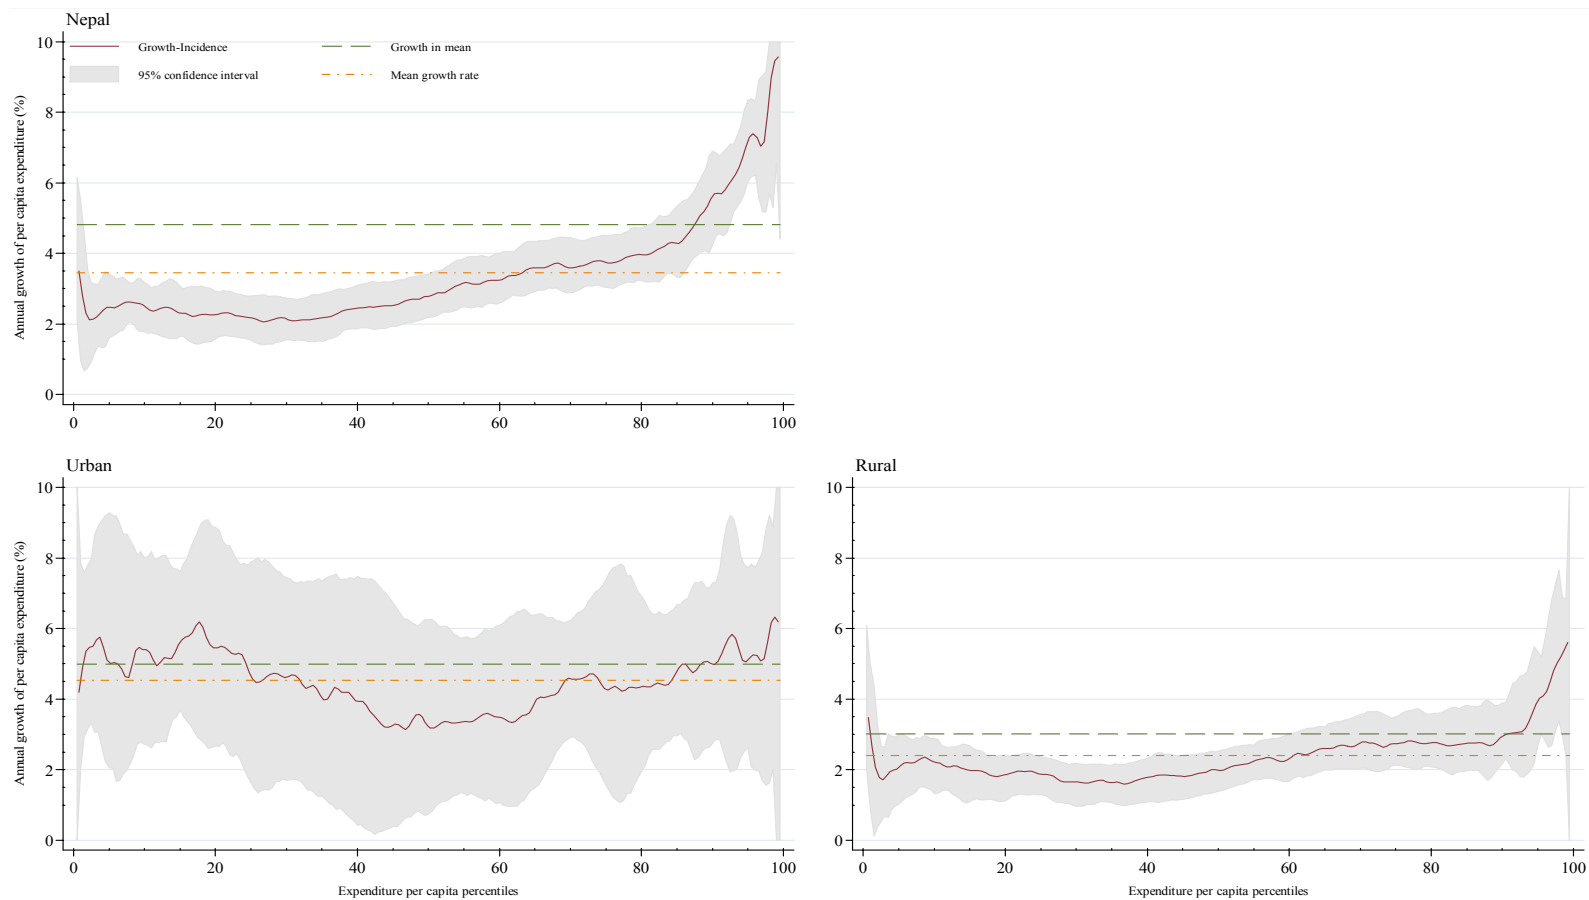 Nepal
Growth-Incidence
Growth in mean
95% confidence interval
Mean growth rate
Annual growth of per capita expenditure (%)
10
8
6
4
2
0
0 20 40 60 80 100
Urban
Annual growth of per capita expenditure (%)
10
8
6
4
2
0
0 20 40 60 80 100
Expenditure per capita percentiles
Rural
10
8
6
4
2
0
0 20 40 60 80 100
Expenditure per capita percentiles